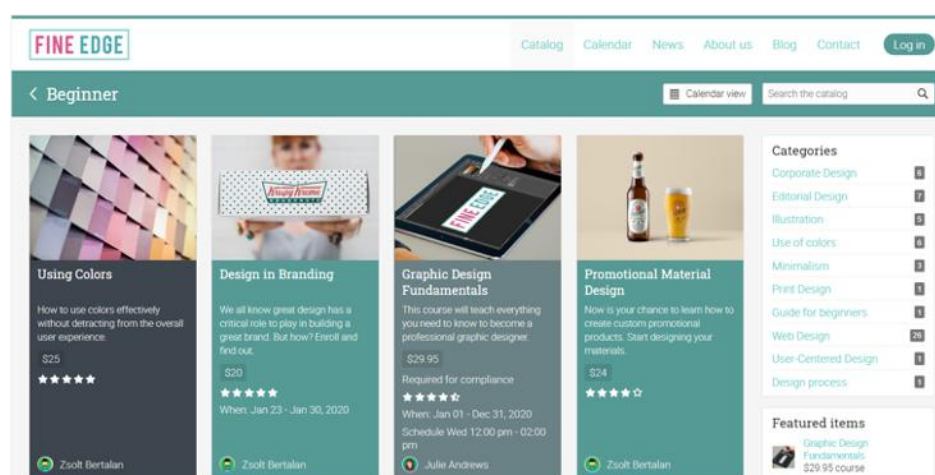 FINE EDGE
Catalog Calendar News About us Blog Contact Log in
< Beginner
Calendar view
Search the catalog
Using Colors
How to use colors effectively
without detracting from the overall
user experience.
$25
Zsolt Bertalan
Krispy Kreme
DOUGHNUTS
Design in Branding
We all know great design has a
critical role to play in building a
great brand. But how? Enroll and
find out.
$20
When: Jan 23 - Jan 30, 2020
Zsolt Bertalan
FINE EDGE
Graphic Design
Fundamentals
This course will teach everything
you need to know to become a
professional graphic designer.
$29.95
Required for compliance
When: Jan 01 - Dec 31, 2020
Schedule Wed 12:00 pm - 02:00
pm
Julie Andrews
Promotional Material
Design
Now is your chance to learn how to
create custom promotional
products. Start designing your
materials.
$24
Zsolt Bertalan
Categories
Corporate Design 6
Editorial Design 7
Illustration 5
Use of colors 6
Minimalism 3
Print Design 1
Guide for beginners 1
Web Design 26
User-Centered Design 1
Design process 1
Featured items
Graphic Design
Fundamentals
$29.95 course